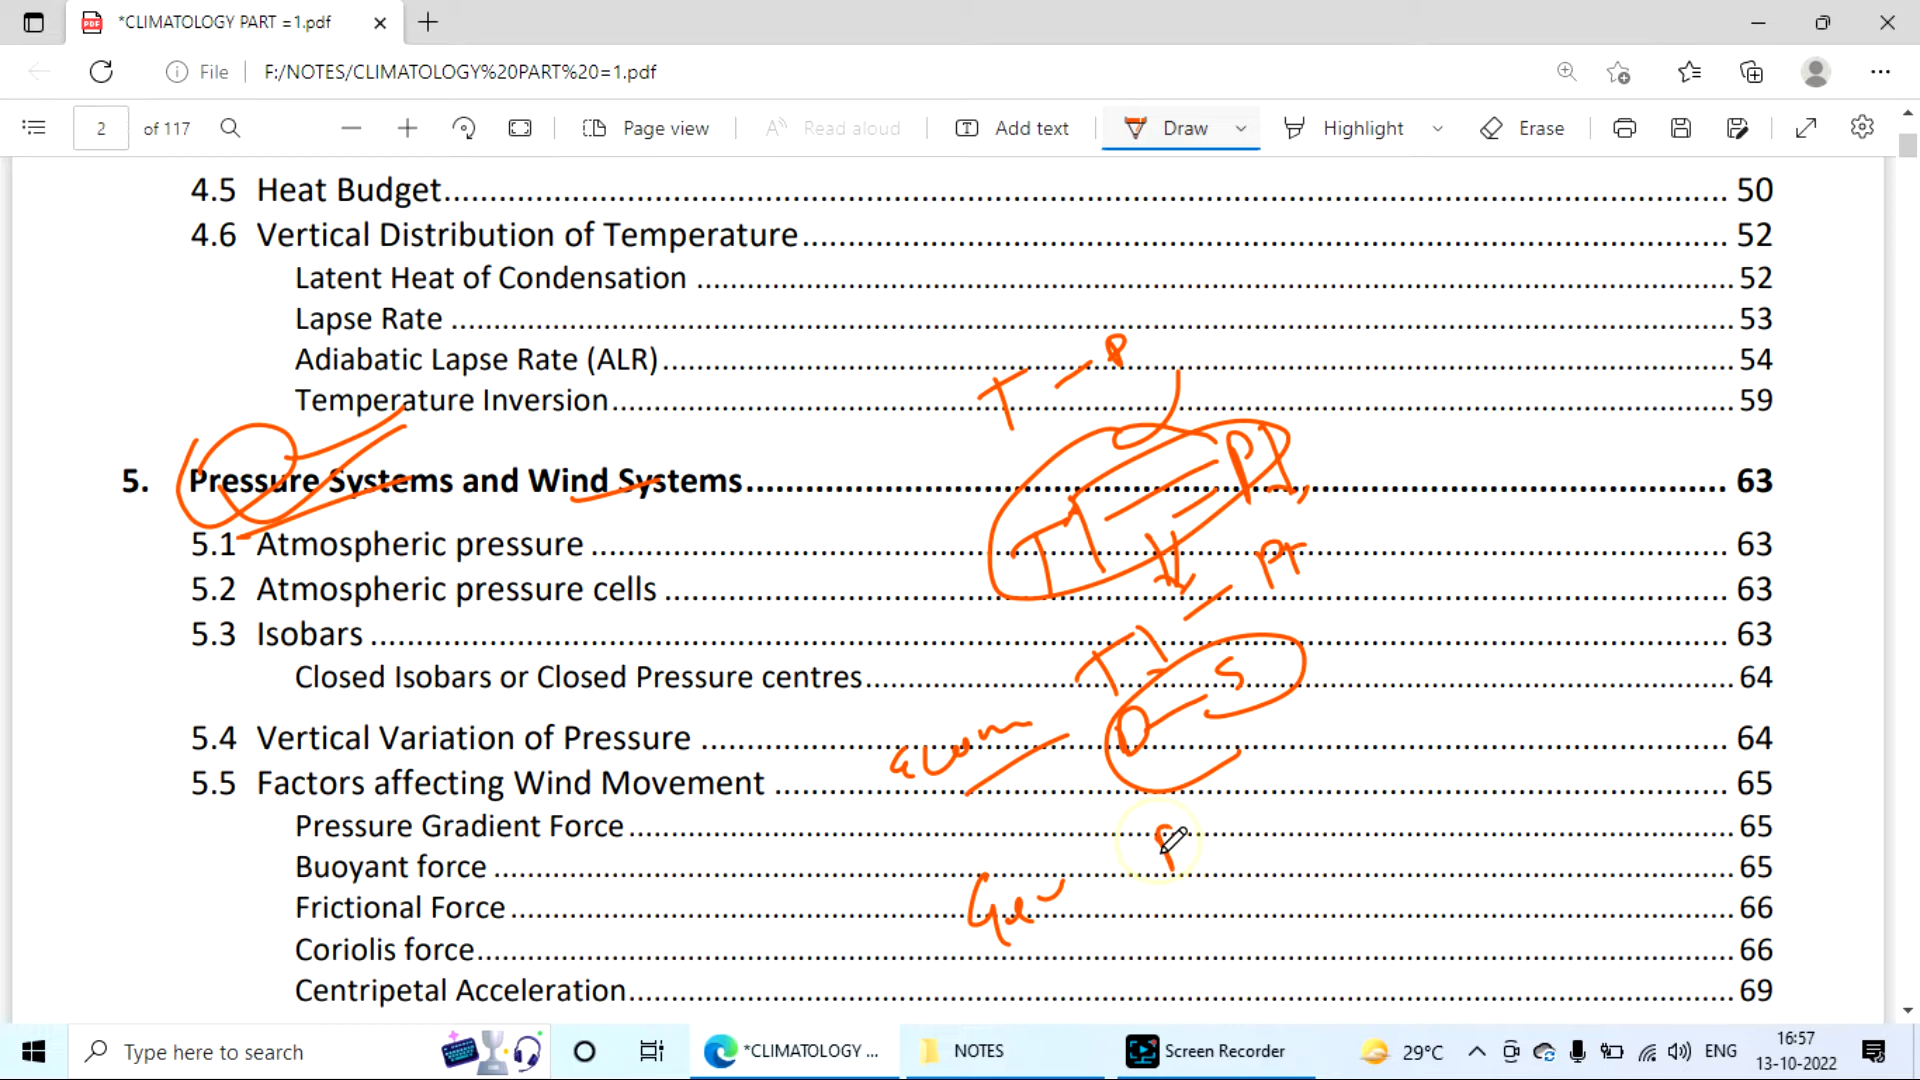 *CLIMATOLOGY PART =1.pdf
File F:/NOTES/CLIMATOLOGY%20PART%20=1.pdf
2 of 117 Page view Read aloud Add text Draw Highlight Erase
4.5 Heat Budget 50
4.6 Vertical Distribution of Temperature 52
Latent Heat of Condensation 52
Lapse Rate 53
Adiabatic Lapse Rate (ALR) 54
Temperature Inversion 59
T - P
5. Pressure Systems and Wind Systems 63
5.1 Atmospheric pressure 63
5.2 Atmospheric pressure cells 63
5.3 Isobars 63
Closed Isobars or Closed Pressure centres 64
5.4 Vertical Variation of Pressure 64
5.5 Factors affecting Wind Movement 65
Pressure Gradient Force 65
Buoyant force 65
Frictional Force 66
Coriolis force 66
Centripetal Acceleration 69
Type here to search *CLIMATOLOGY ... NOTES Screen Recorder 29°C ENG 16:57
13-10-2022